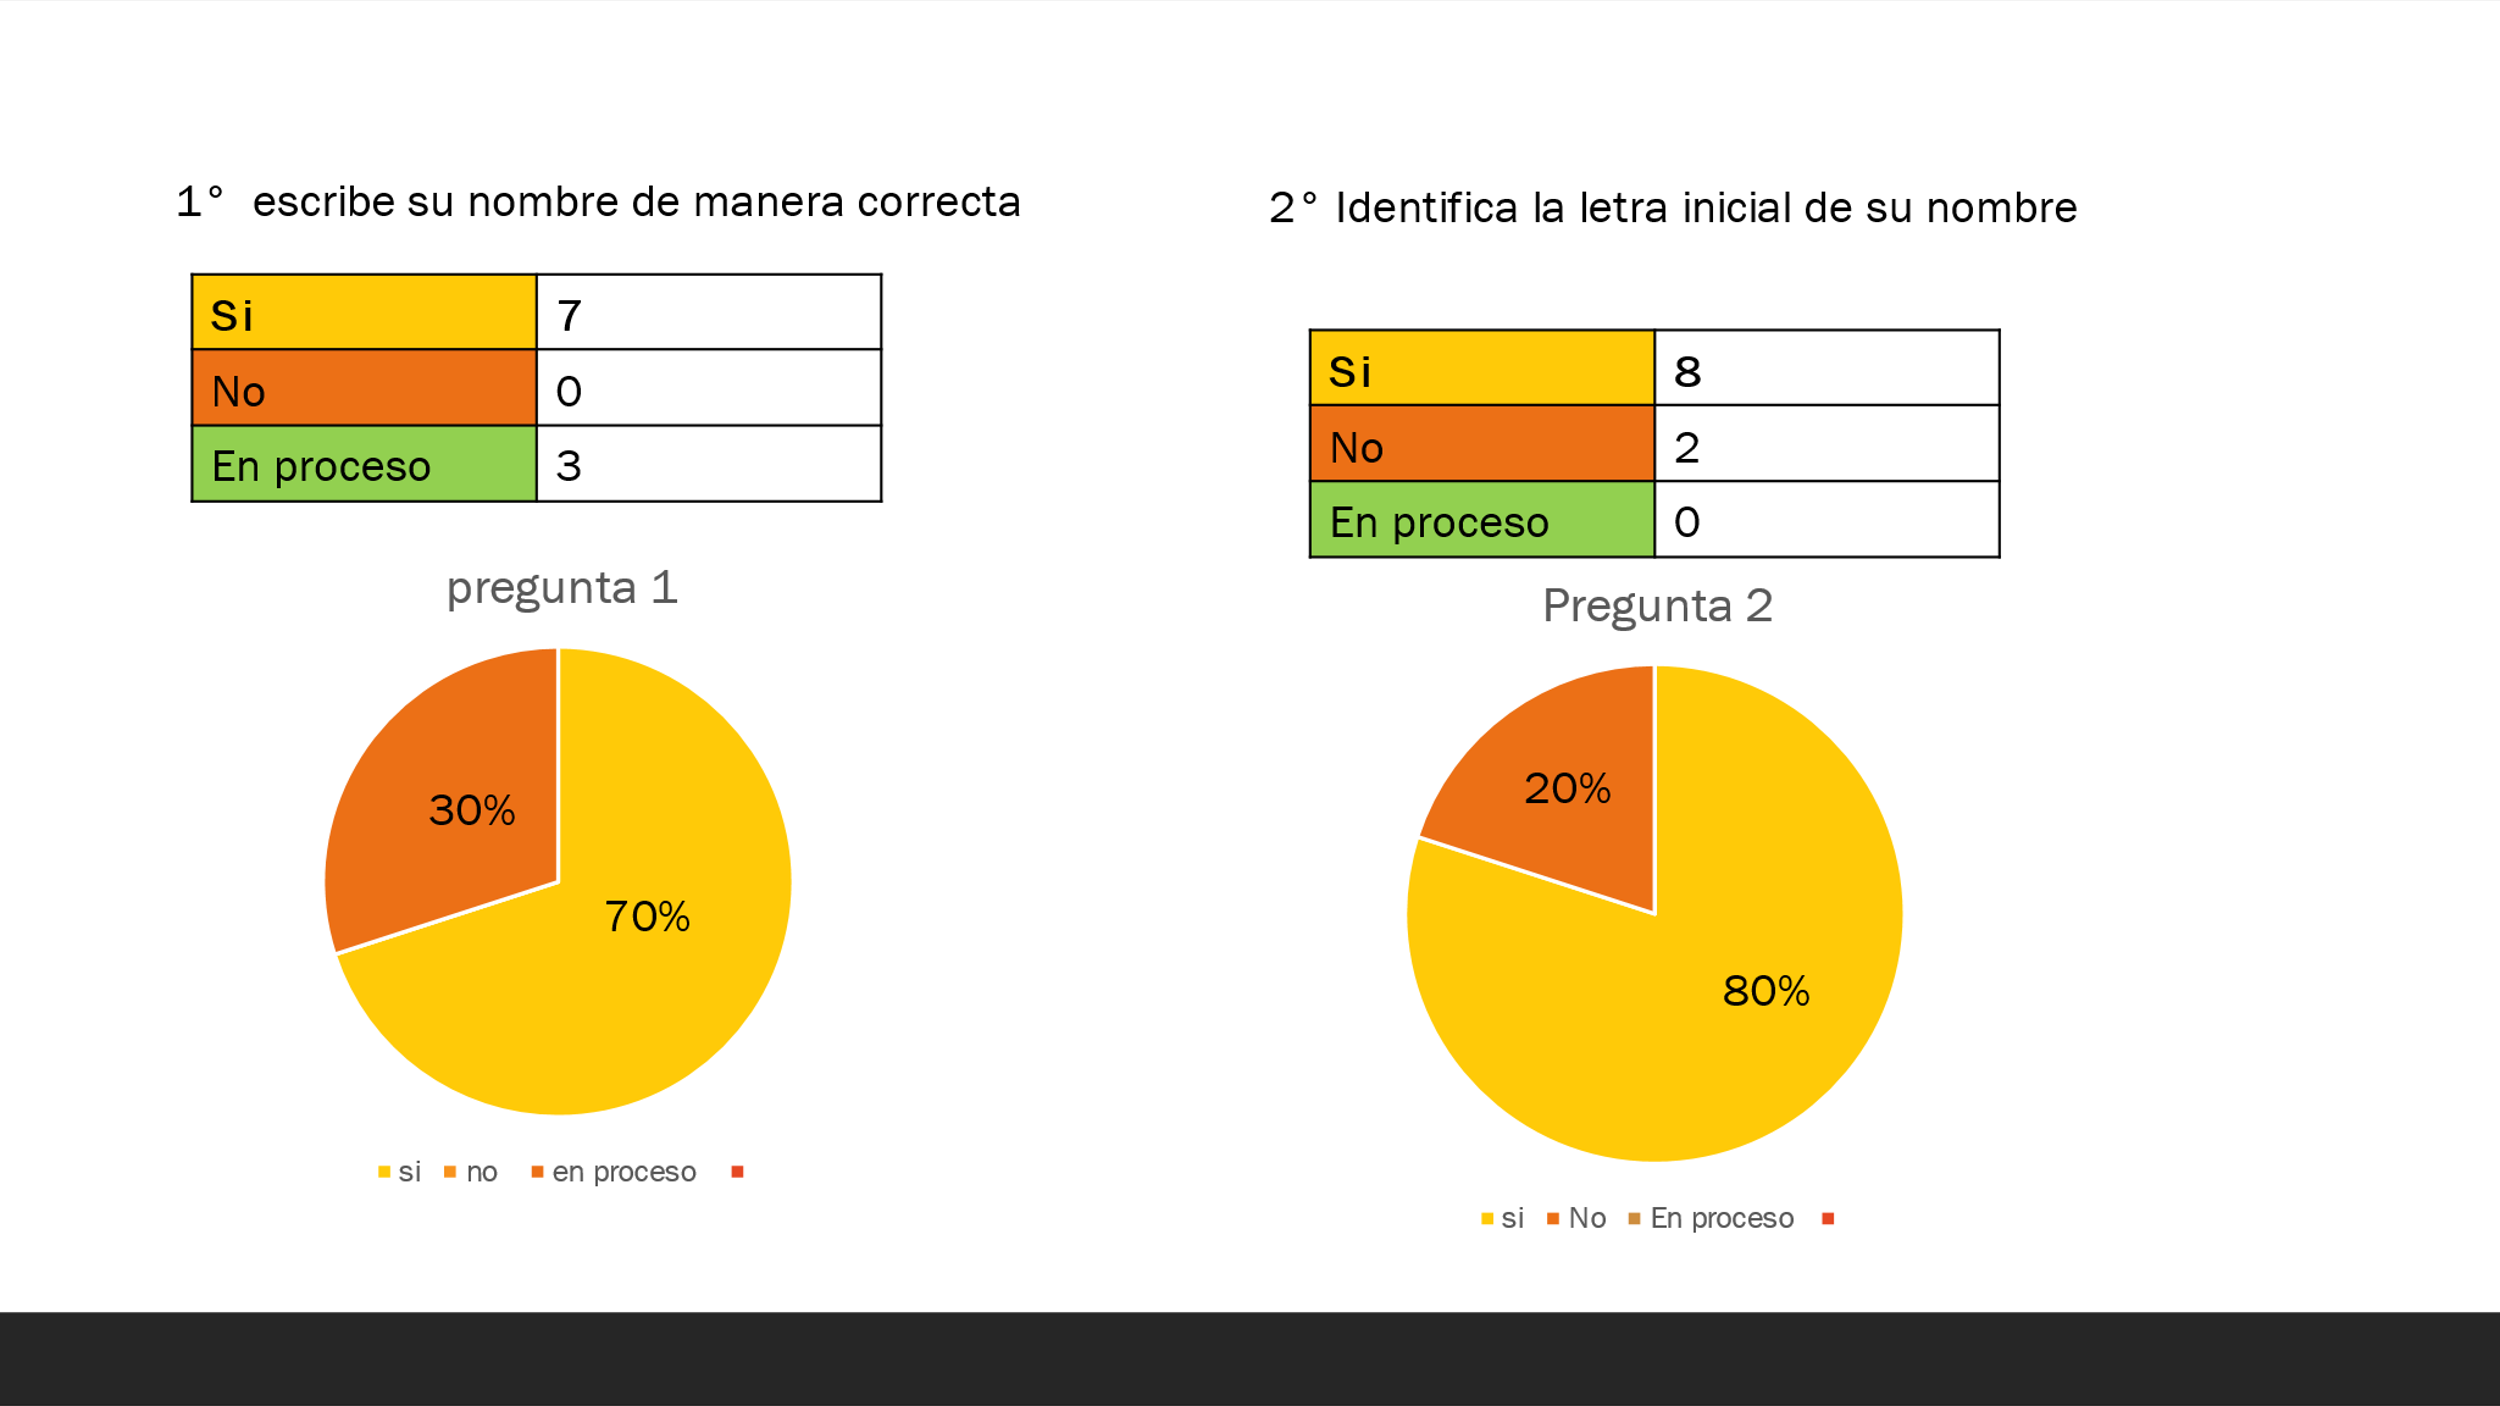 1° escribe su nombre de manera correcta
Si 7
No 0
En proceso 3
pregunta 1
30%
70%
si no en proceso
2° Identifica la letra inicial de su nombre
Si 8
No 2
En proceso 0
Pregunta 2
20%
80%
si No En proceso